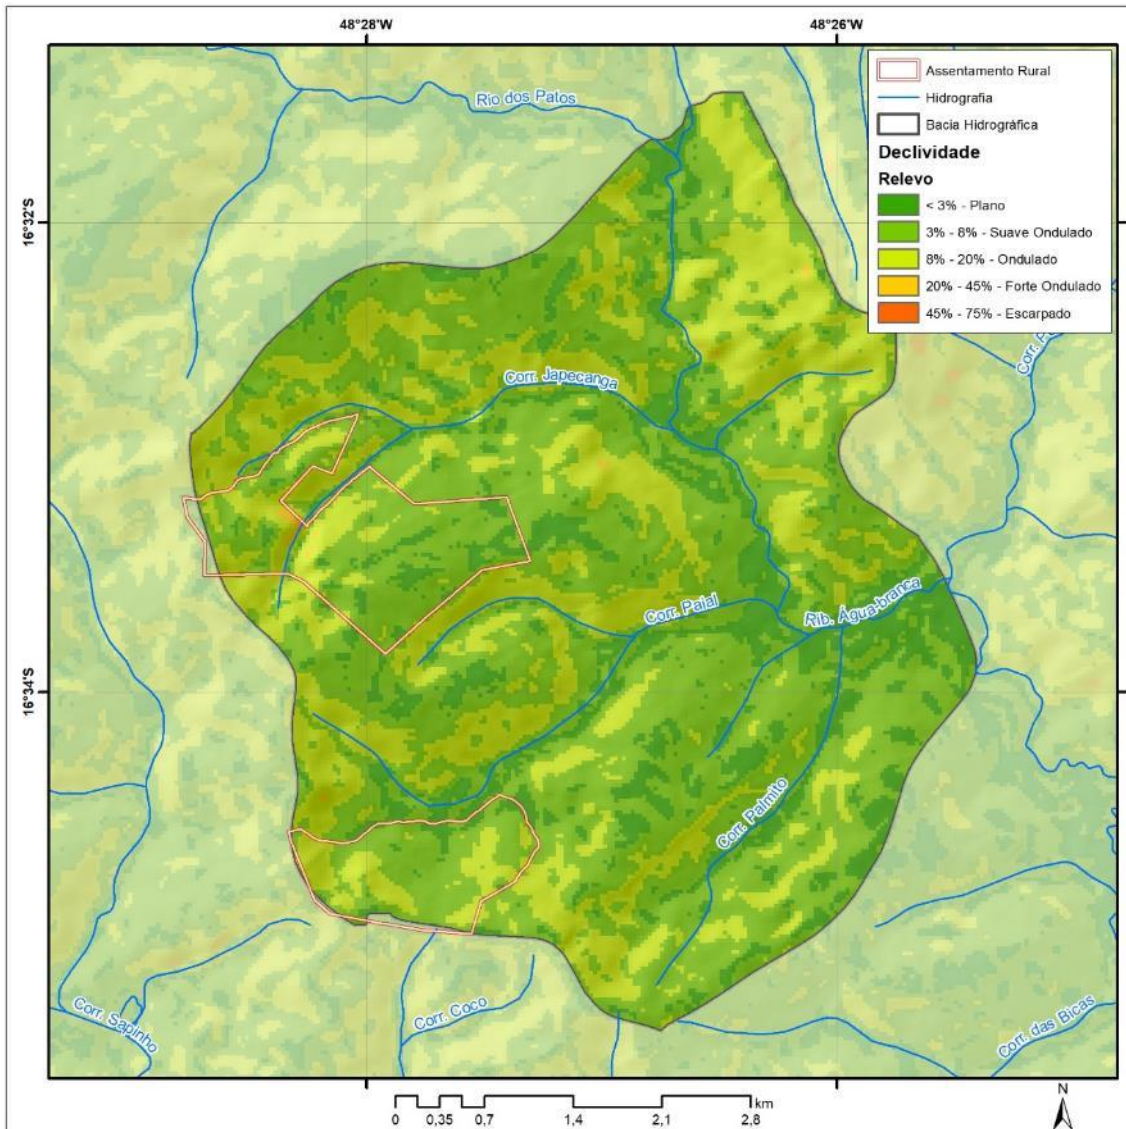 48°28'W
48°26'W
Assentamento Rural
Hidrografia
Bacia Hidrográfica
Declividade
Relevo
< 3% - Plano
3% - 8% - Suave Ondulado
8% - 20% - Ondulado
20% - 45% - Forte Ondulado
45% - 75% - Escarpado
Rio dos Patos
16°32'S
Corr.
Corr. Japecanga
Corr. Paial
Rib. Água-branca
16°34'S
Corr. Palmito
Corr. Sapinho
Corr. Coco
Corr. das Bicas
N
km
0
0,35
0,7
1,4
2,1
2,8